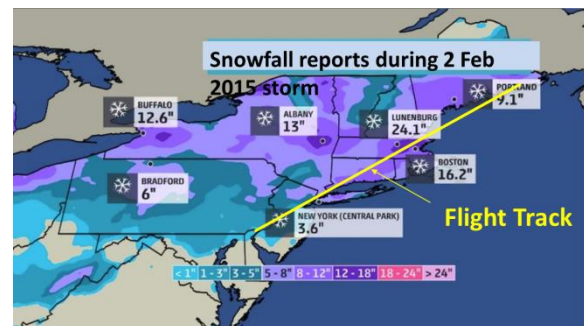 Snowfall reports during 2 Feb
2015 storm
PORTLAND
9.1"
BUFFALO
12.6"
ALBANY
13"
LUNENBURG
24.1"
BOSTON
16.2"
BRADFORD
6"
NEW YORK (CENTRAL PARK)
3.6"
Flight Track
< 1" 1 - 3" 3 - 5" 5 - 8" 8 - 12" 12 - 18" 18 - 24" > 24"